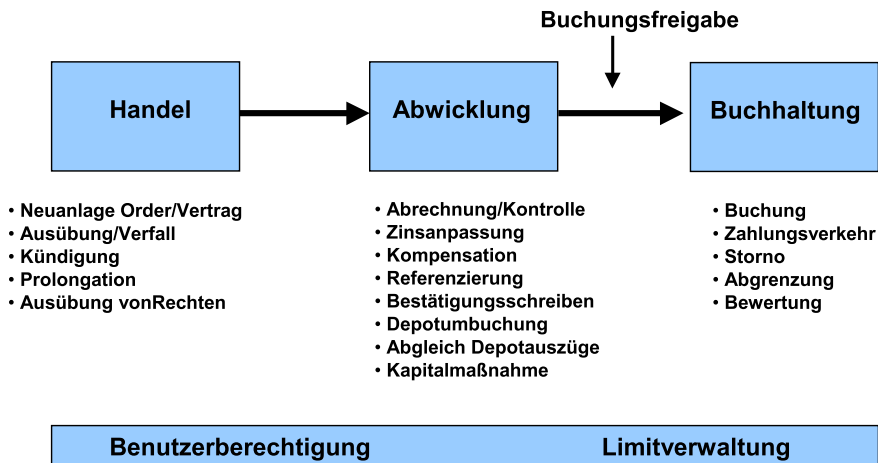 Buchungsfreigabe
Handel
Abwicklung
Buchhaltung
• Neuanlage Order/Vertrag
• Ausübung/Verfall
• Kündigung
• Prolongation
• Ausübung vonRechten
• Abrechnung/Kontrolle
• Zinsanpassung
• Kompensation
• Referenzierung
• Bestätigungsschreiben
• Depotumbuchung
• Abgleich Depotauszüge
• Kapitalmaßnahme
• Buchung
• Zahlungsverkehr
• Storno
• Abgrenzung
• Bewertung
Benutzerberechtigung
Limitverwaltung